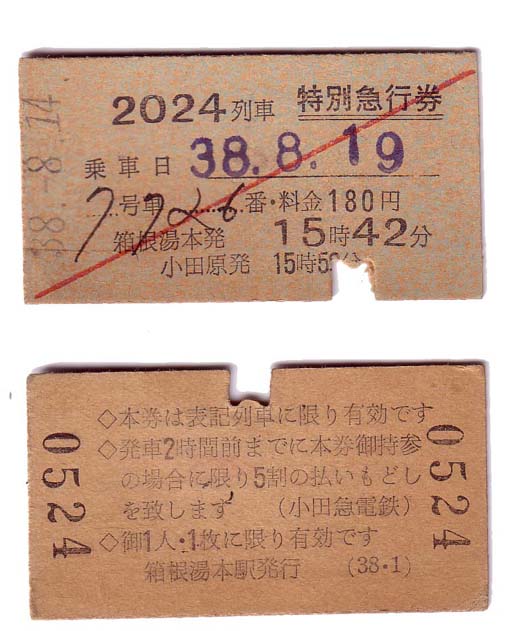 38.-8.14
2024列車 特別急行券
乗車日 38.8.19
7号車 番・料金180円
箱根湯本発 15時42分
小田原発 15時5分
0524
◇本券は表記列車に限り有効です
◇発車2時間前までに本券御持参
の場合に限り5割の払いもどし
を致します (小田急電鉄)
◇御1人・1枚に限り有効です
箱根湯本駅発行 (38・1)
0524